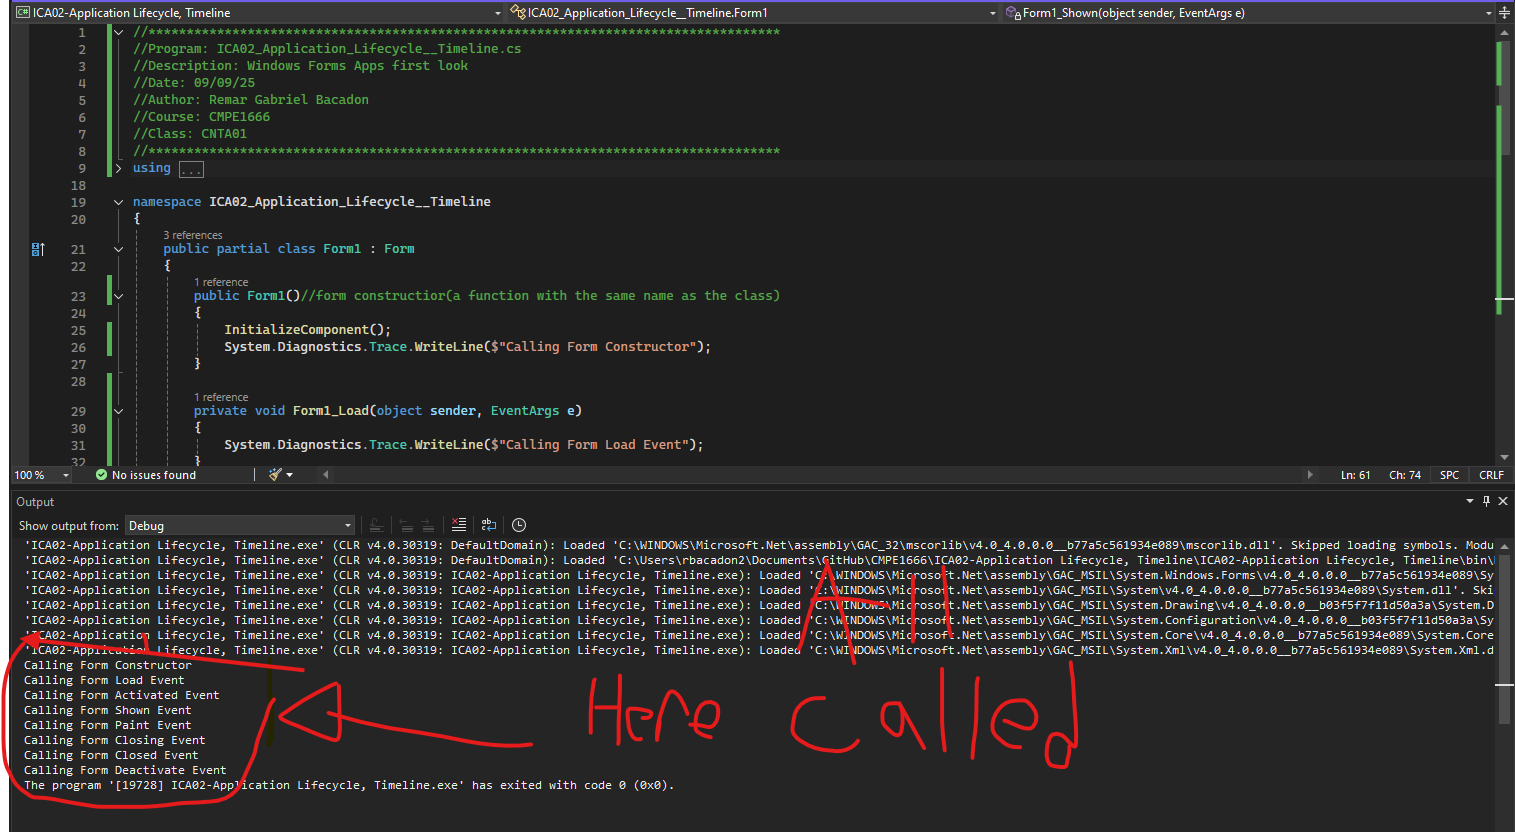 ICA02-Application Lifecycle, Timeline ICA02_Application_Lifecycle__Timeline.Form1 Form1_Shown(object sender, EventArgs e)
1 //***********************************************************************************
2 //Program: ICA02_Application_Lifecycle__Timeline.cs
3 //Description: Windows Forms Apps first look
4 //Date: 09/09/25
5 //Author: Remar Gabriel Bacadon
6 //Course: CMPE1666
7 //Class: CNTA01
8 //***********************************************************************************
9 using ...
18
19 namespace ICA02_Application_Lifecycle__Timeline
20 {
3 references
21 public partial class Form1 : Form
22 {
1 reference
23 public Form1()//form constructior(a function with the same name as the class)
24 {
25 InitializeComponent();
26 System.Diagnostics.Trace.WriteLine($"Calling Form Constructor");
27 }
28
1 reference
29 private void Form1_Load(object sender, EventArgs e)
30 {
31 System.Diagnostics.Trace.WriteLine($"Calling Form Load Event");
32 }
100 % No issues found Ln: 61 Ch: 74 SPC CRLF
Output
Show output from: Debug
'ICA02-Application Lifecycle, Timeline.exe' (CLR v4.0.30319: DefaultDomain): Loaded 'C:\WINDOWS\Microsoft.Net\assembly\GAC_32\mscorlib\v4.0_4.0.0.0__b77a5c561934e089\mscorlib.dll'. Skipped loading symbols. Modu
'ICA02-Application Lifecycle, Timeline.exe' (CLR v4.0.30319: DefaultDomain): Loaded 'C:\Users\rbacadon2\Documents\GitHub\CMPE1666\ICA02-Application Lifecycle, Timeline\ICA02-Application Lifecycle, Timeline\bin\
'ICA02-Application Lifecycle, Timeline.exe' (CLR v4.0.30319: ICA02-Application Lifecycle, Timeline.exe): Loaded 'C:\WINDOWS\Microsoft.Net\assembly\GAC_MSIL\System.Windows.Forms\v4.0_4.0.0.0__b77a5c561934e089\Sy
'ICA02-Application Lifecycle, Timeline.exe' (CLR v4.0.30319: ICA02-Application Lifecycle, Timeline.exe): Loaded 'C:\WINDOWS\Microsoft.Net\assembly\GAC_MSIL\System\v4.0_4.0.0.0__b77a5c561934e089\System.dll'. Ski
'ICA02-Application Lifecycle, Timeline.exe' (CLR v4.0.30319: ICA02-Application Lifecycle, Timeline.exe): Loaded 'C:\WINDOWS\Microsoft.Net\assembly\GAC_MSIL\System.Drawing\v4.0_4.0.0.0__b03f5f7f11d50a3a\System.D
'ICA02-Application Lifecycle, Timeline.exe' (CLR v4.0.30319: ICA02-Application Lifecycle, Timeline.exe): Loaded 'C:\WINDOWS\Microsoft.Net\assembly\GAC_MSIL\System.Configuration\v4.0_4.0.0.0__b03f5f7f11d50a3a\Sy
'ICA02-Application Lifecycle, Timeline.exe' (CLR v4.0.30319: ICA02-Application Lifecycle, Timeline.exe): Loaded 'C:\WINDOWS\Microsoft.Net\assembly\GAC_MSIL\System.Core\v4.0_4.0.0.0__b77a5c561934e089\System.Core
'ICA02-Application Lifecycle, Timeline.exe' (CLR v4.0.30319: ICA02-Application Lifecycle, Timeline.exe): Loaded 'C:\WINDOWS\Microsoft.Net\assembly\GAC_MSIL\System.Xml\v4.0_4.0.0.0__b77a5c561934e089\System.Xml.d
Calling Form Constructor
Calling Form Load Event
Calling Form Activated Event
Calling Form Shown Event
Calling Form Paint Event
Calling Form Closing Event
Calling Form Closed Event
Calling Form Deactivate Event
The program '[19728] ICA02-Application Lifecycle, Timeline.exe' has exited with code 0 (0x0).
All
Here Called